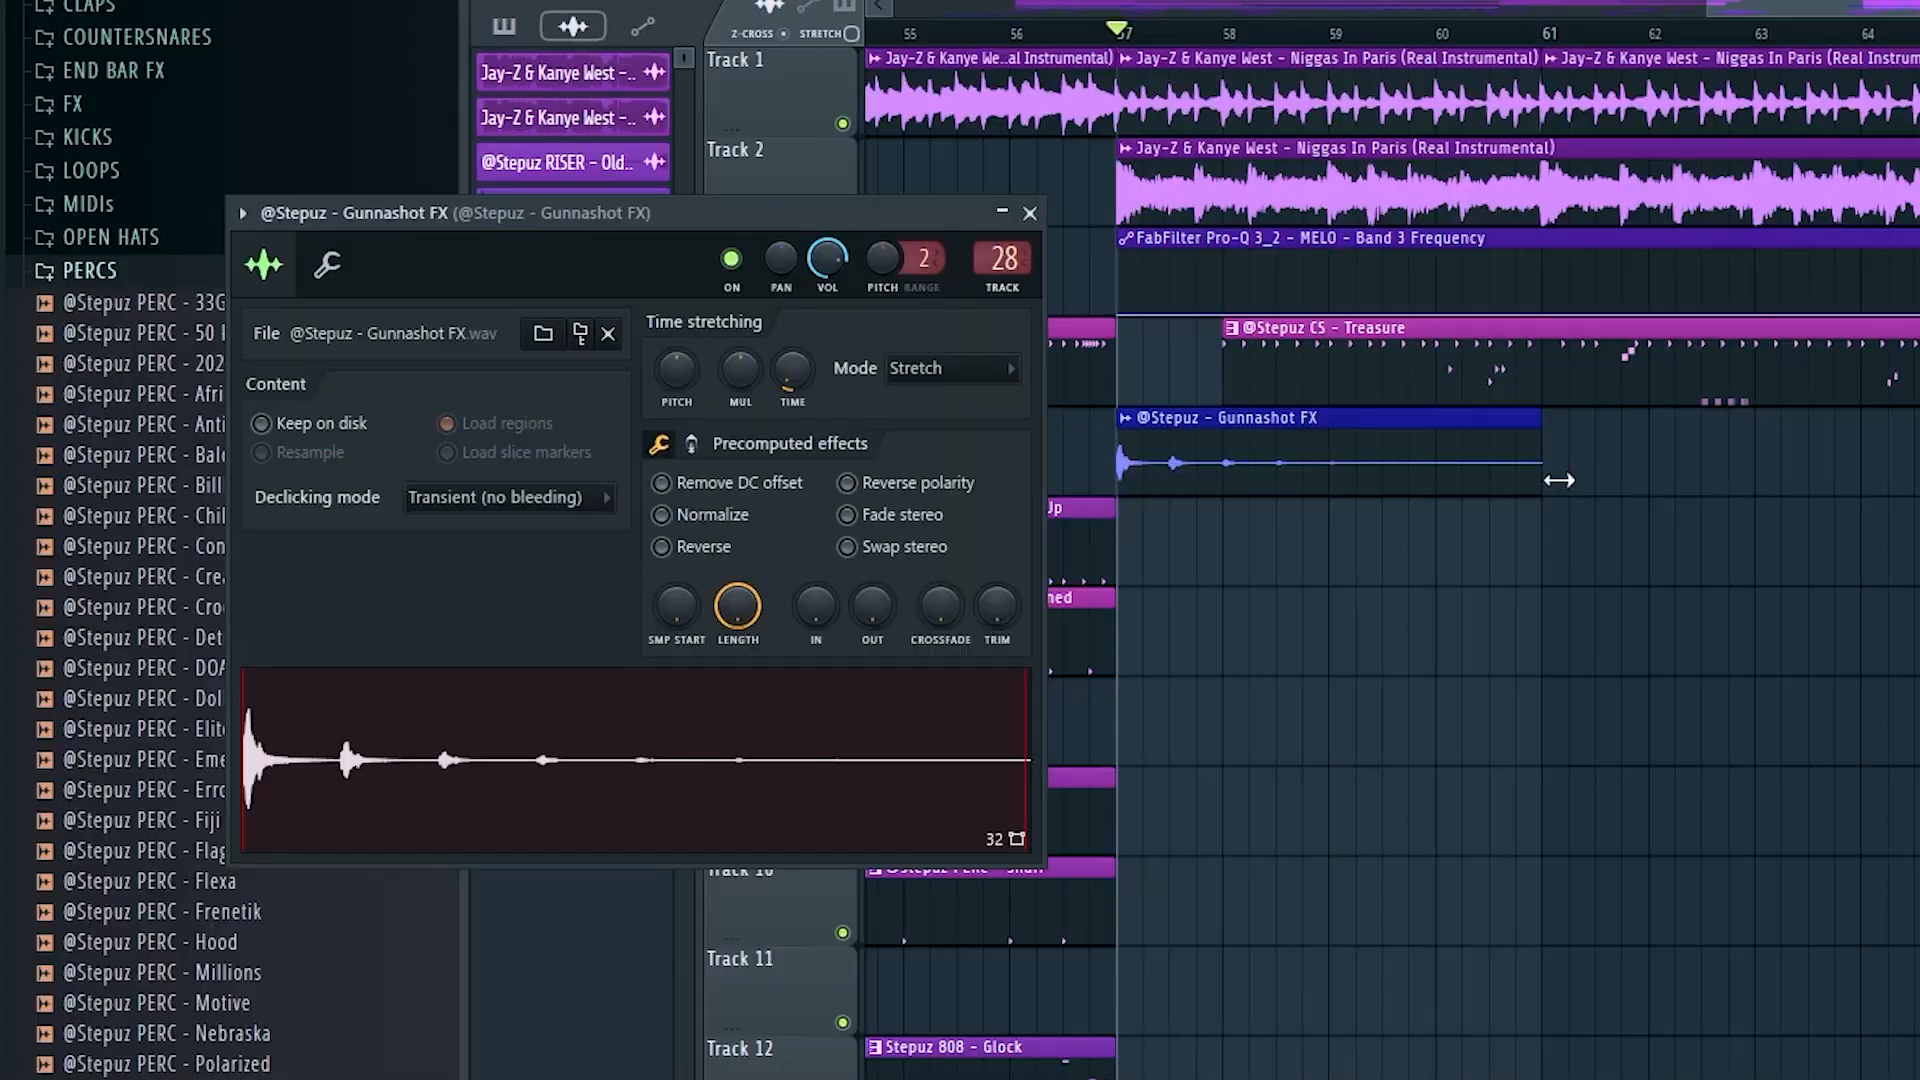 CLAPS
COUNTERSNARES
END BAR FX
FX
KICKS
LOOPS
MIDIs
OPEN HATS
PERCS
@Stepuz PERC - 33G
@Stepuz PERC - 50
@Stepuz PERC - 202
@Stepuz PERC - Afri
@Stepuz PERC - Anti
@Stepuz PERC - Bal
@Stepuz PERC - Bill
@Stepuz PERC - Chil
@Stepuz PERC - Con
@Stepuz PERC - Cre
@Stepuz PERC - Cro
@Stepuz PERC - Det
@Stepuz PERC - DOA
@Stepuz PERC - Dol
@Stepuz PERC - Elit
@Stepuz PERC - Eme
@Stepuz PERC - Erro
@Stepuz PERC - Fiji
@Stepuz PERC - Flag
@Stepuz PERC - Flexa
@Stepuz PERC - Frenetik
@Stepuz PERC - Hood
@Stepuz PERC - Millions
@Stepuz PERC - Motive
@Stepuz PERC - Nebraska
@Stepuz PERC - Polarized
Jay-Z & Kanye West -..
Jay-Z & Kanye West -..
@Stepuz RISER - Old..
Z-CROSS STRETCH
55 56 57 58 59 60 61 62 63 64
Track 1
Jay-Z & Kanye We..al Instrumental)
Jay-Z & Kanye West - Niggas In Paris (Real Instrumental)
Jay-Z & Kanye West - Niggas In Paris (Real Instrum
Track 2
Jay-Z & Kanye West - Niggas In Paris (Real Instrumental)
FabFilter Pro-Q 3_2 - MELO - Band 3 Frequency
@Stepuz CS - Treasure
@Stepuz - Gunnashot FX
Up
ned
Track 10
Track 11
Track 12
Stepuz 808 - Glock
@Stepuz - Gunnashot FX (@Stepuz - Gunnashot FX)
2 28
ON PAN VOL PITCH RANGE TRACK
File @Stepuz - Gunnashot FX.wav
Content
Keep on disk
Load regions
Resample
Load slice markers
Declicking mode Transient (no bleeding)
Time stretching
Mode Stretch
PITCH MUL TIME
Precomputed effects
Remove DC offset
Reverse polarity
Normalize
Fade stereo
Reverse
Swap stereo
SMP START LENGTH IN OUT CROSSFADE TRIM
32